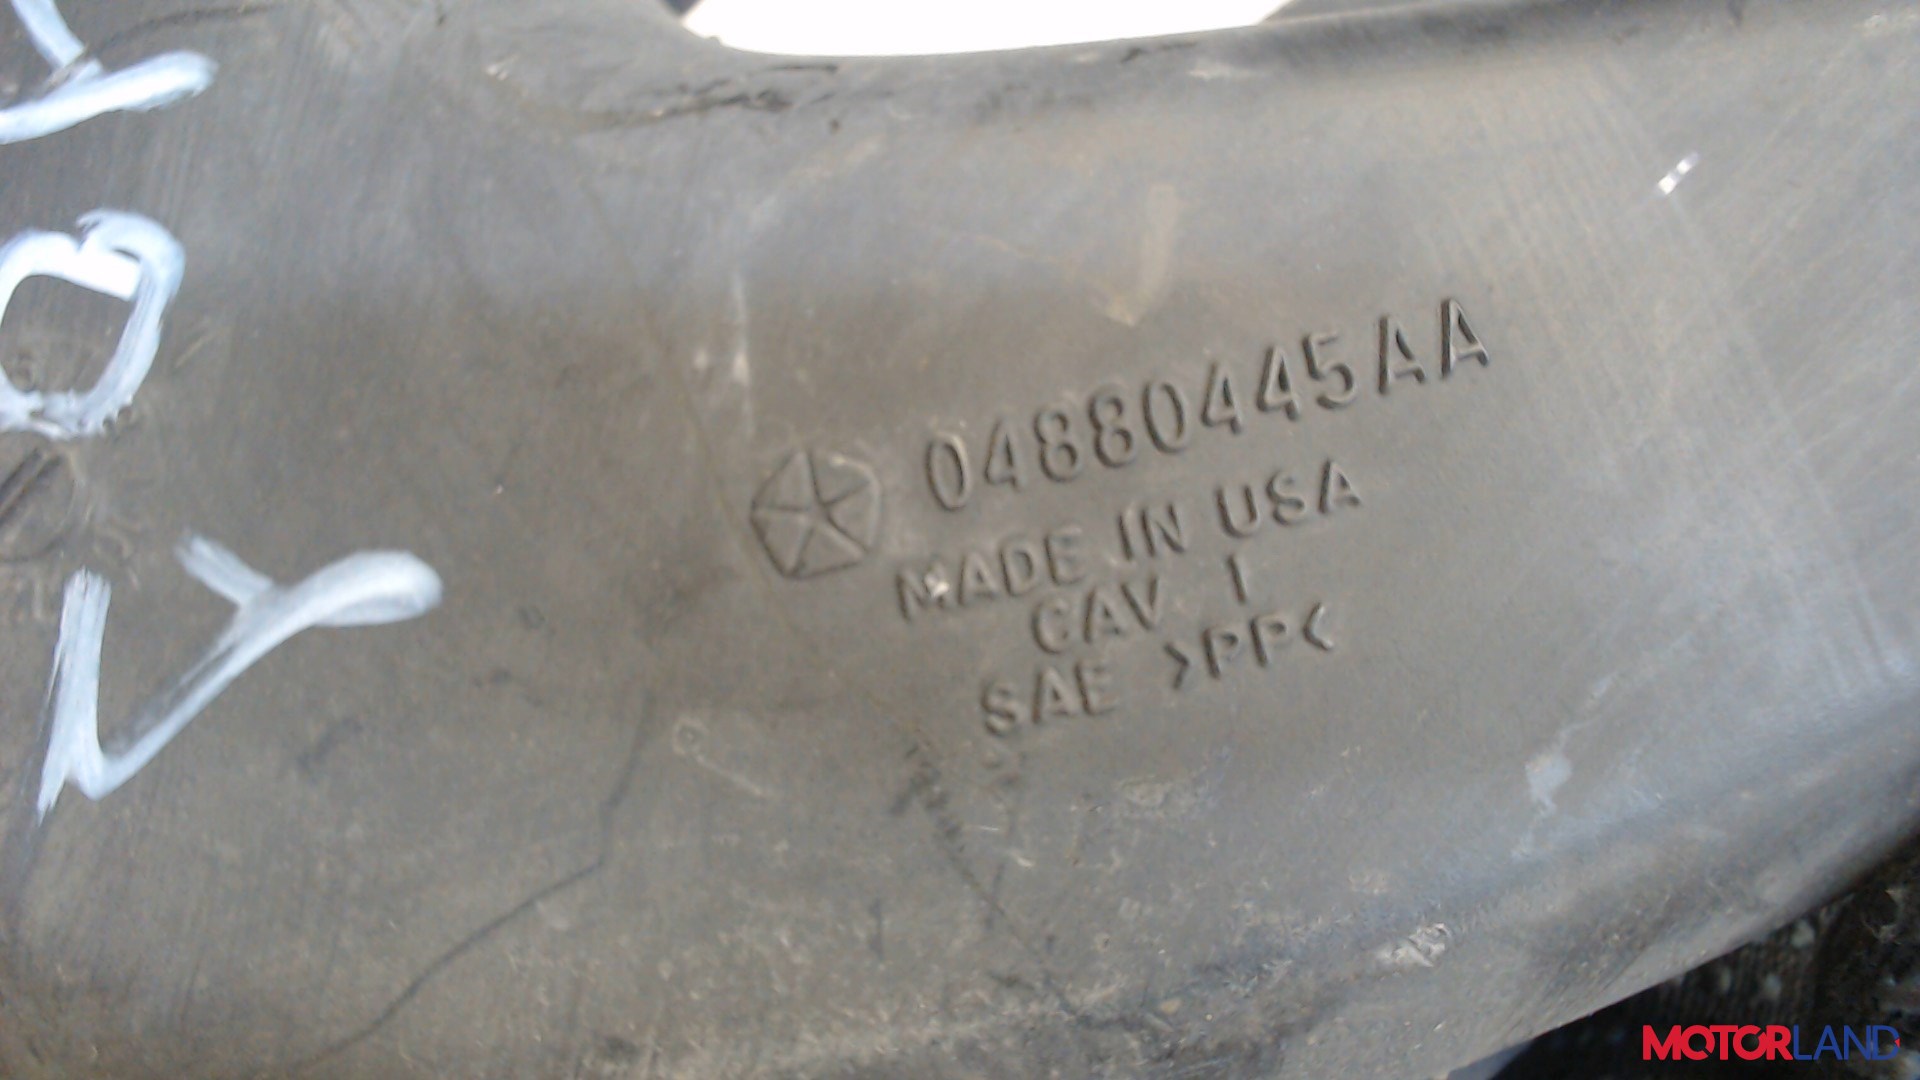 04880445AA
MADE IN USA
CAV 1
SAE >PP<
MOTORLAND